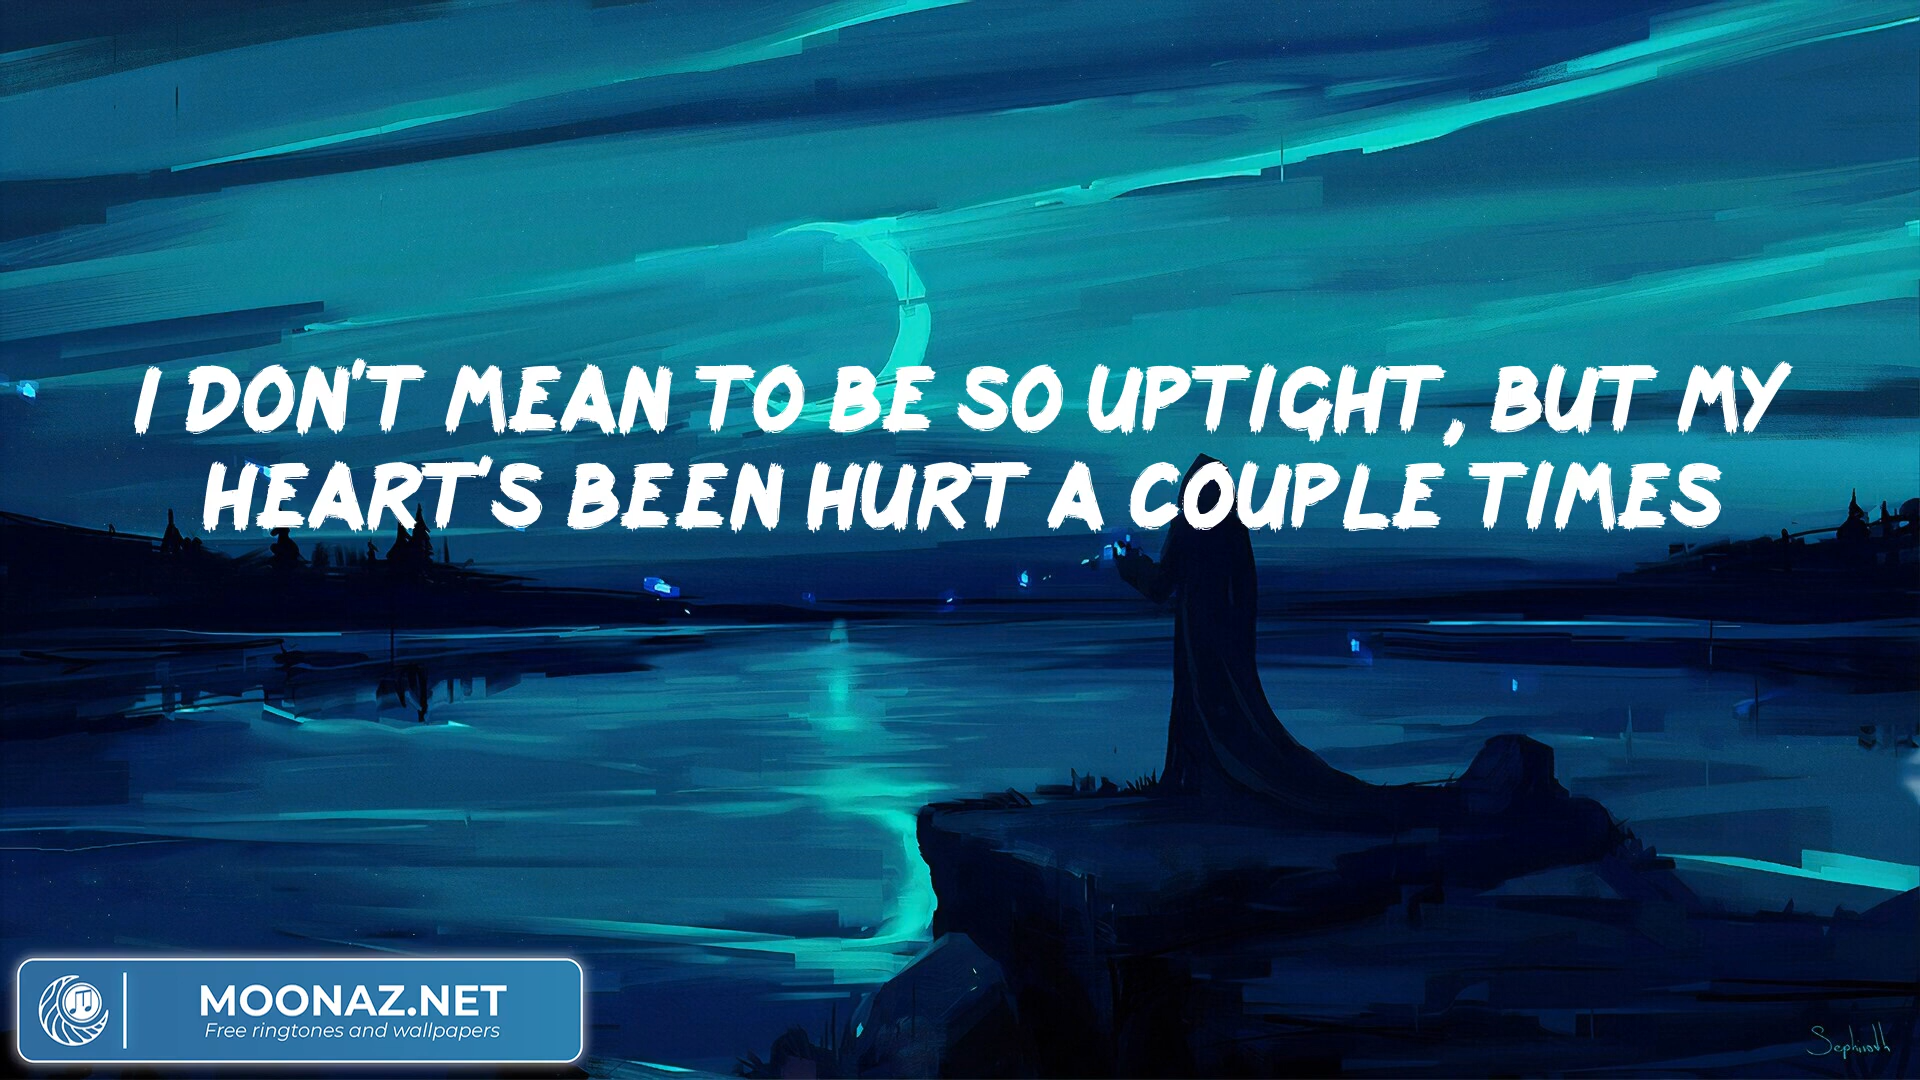 I DON'T MEAN TO BE SO UPTIGHT, BUT MY
HEART'S BEEN HURT A COUPLE TIMES
MOONAZ.NET
Free ringtones and wallpapers
Sephiroth